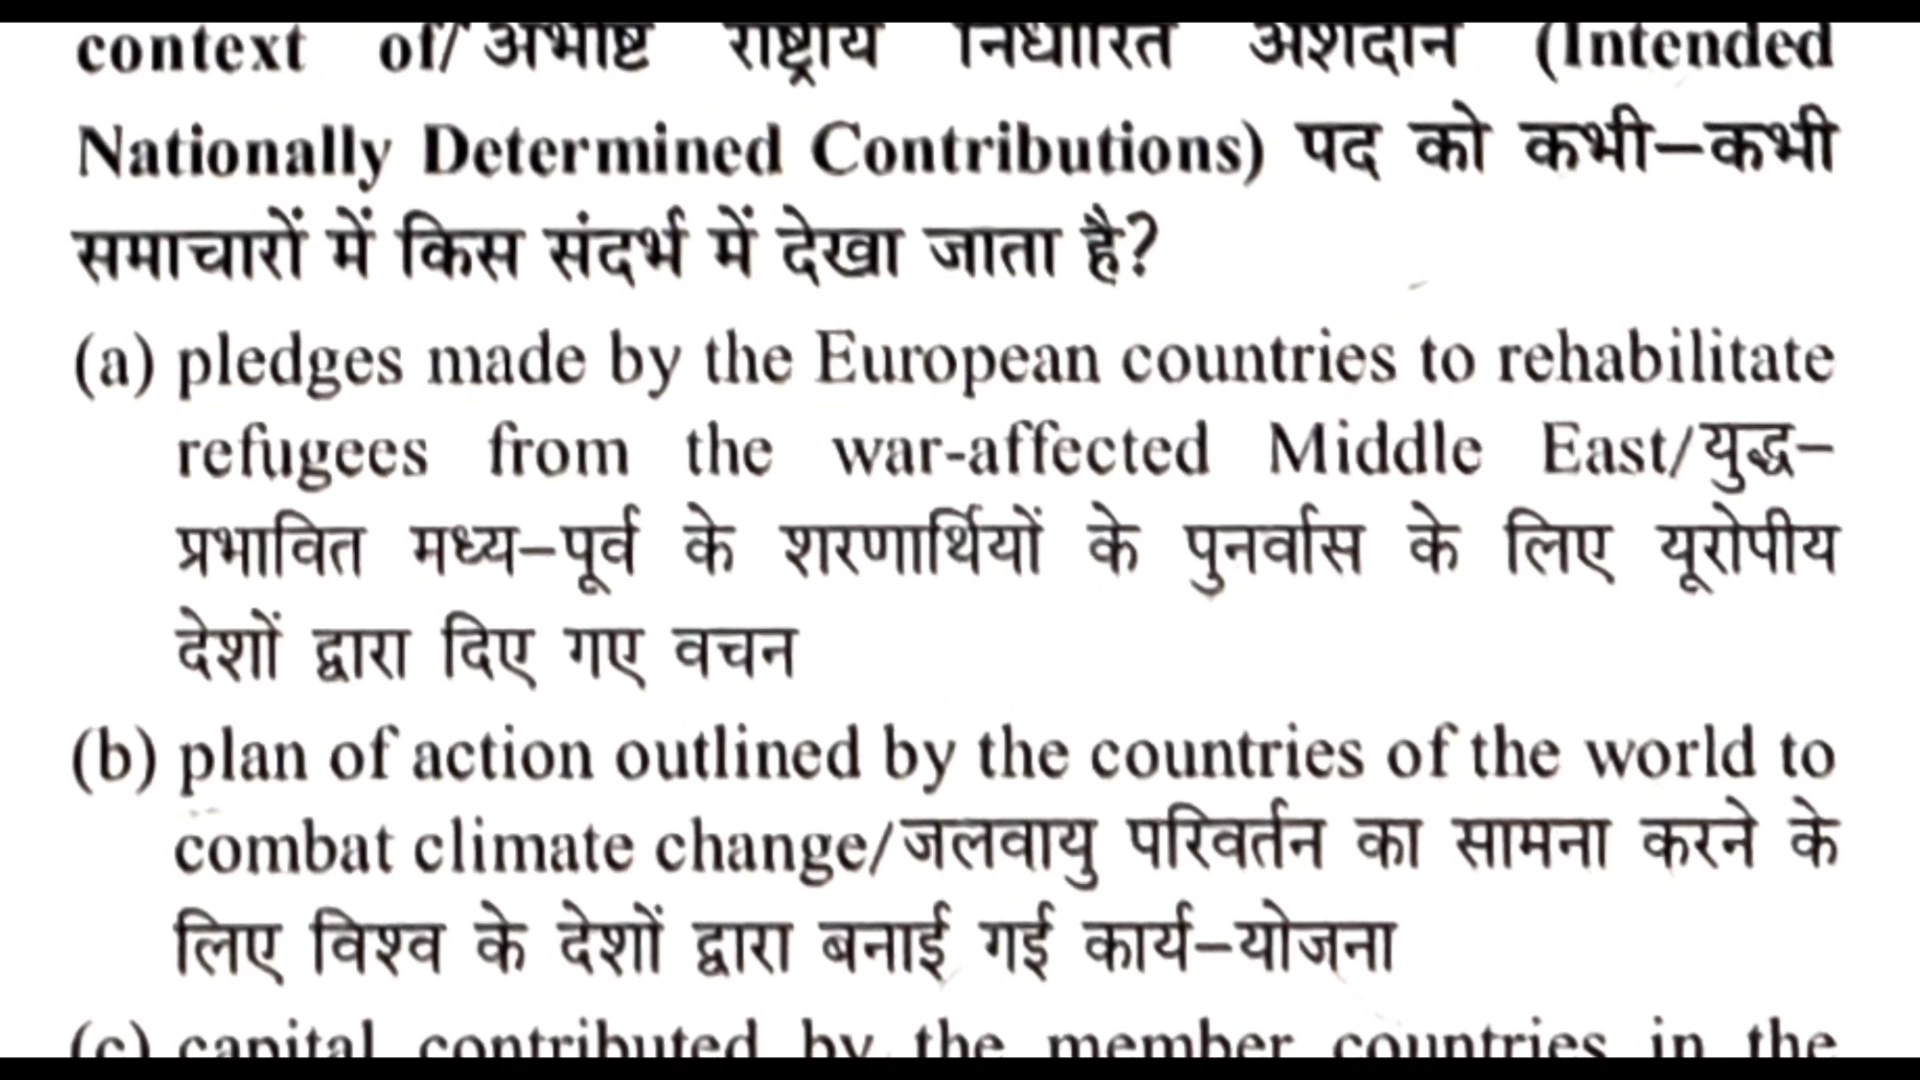 context of/अभीष्ट राष्ट्रीय निर्धारित अंशदान (Intended
Nationally Determined Contributions) पद को कभी–कभी
समाचारों में किस संदर्भ में देखा जाता है?
(a) pledges made by the European countries to rehabilitate
refugees from the war-affected Middle East/युद्ध–
प्रभावित मध्य–पूर्व के शरणार्थियों के पुनर्वास के लिए यूरोपीय
देशों द्वारा दिए गए वचन
(b) plan of action outlined by the countries of the world to
combat climate change/जलवायु परिवर्तन का सामना करने के
लिए विश्व के देशों द्वारा बनाई गई कार्य–योजना
(c) capital contributed by the member countries in the